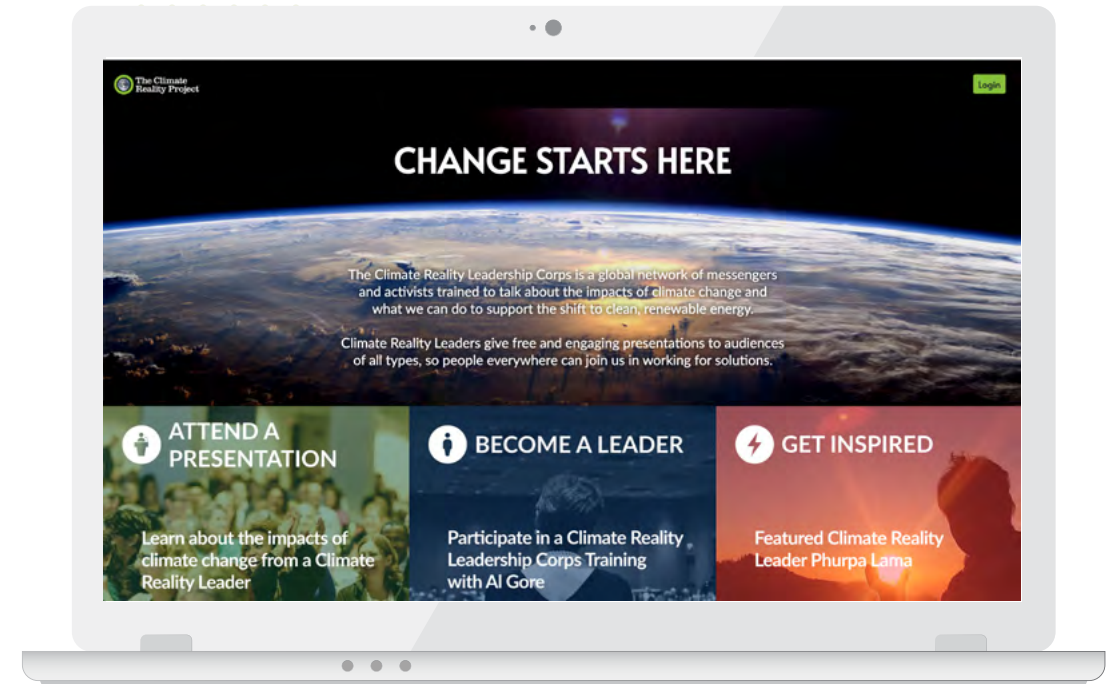 The Climate
Reality Project
Login
CHANGE STARTS HERE
The Climate Reality Leadership Corps is a global network of messengers
and activists trained to talk about the impacts of climate change and
what we can do to support the shift to clean, renewable energy.
Climate Reality Leaders give free and engaging presentations to audiences
of all types, so people everywhere can join us in working for solutions.
ATTEND A
PRESENTATION
Learn about the impacts of
climate change from a Climate
Reality Leader
BECOME A LEADER
Participate in a Climate Reality
Leadership Corps Training
with Al Gore
GET INSPIRED
Featured Climate Reality
Leader Phurpa Lama